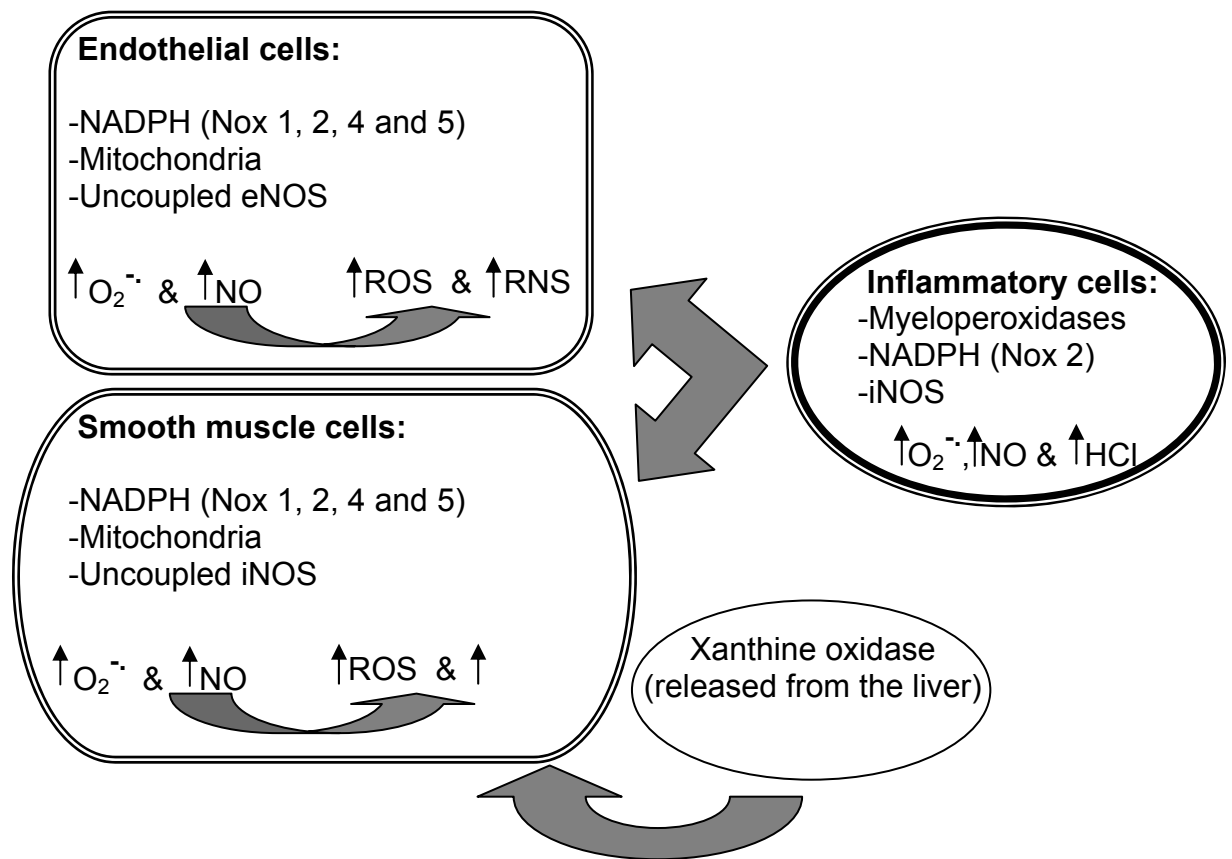 Endothelial cells:
-NADPH (Nox 1, 2, 4 and 5)
-Mitochondria
-Uncoupled eNOS
↑O₂⁻· & ↑NO ↑ROS & ↑RNS
Smooth muscle cells:
-NADPH (Nox 1, 2, 4 and 5)
-Mitochondria
-Uncoupled iNOS
↑O₂⁻· & ↑NO ↑ROS & ↑
Inflammatory cells:
-Myeloperoxidases
-NADPH (Nox 2)
-iNOS
↑O₂⁻·,↑NO & ↑HCl
Xanthine oxidase
(released from the liver)